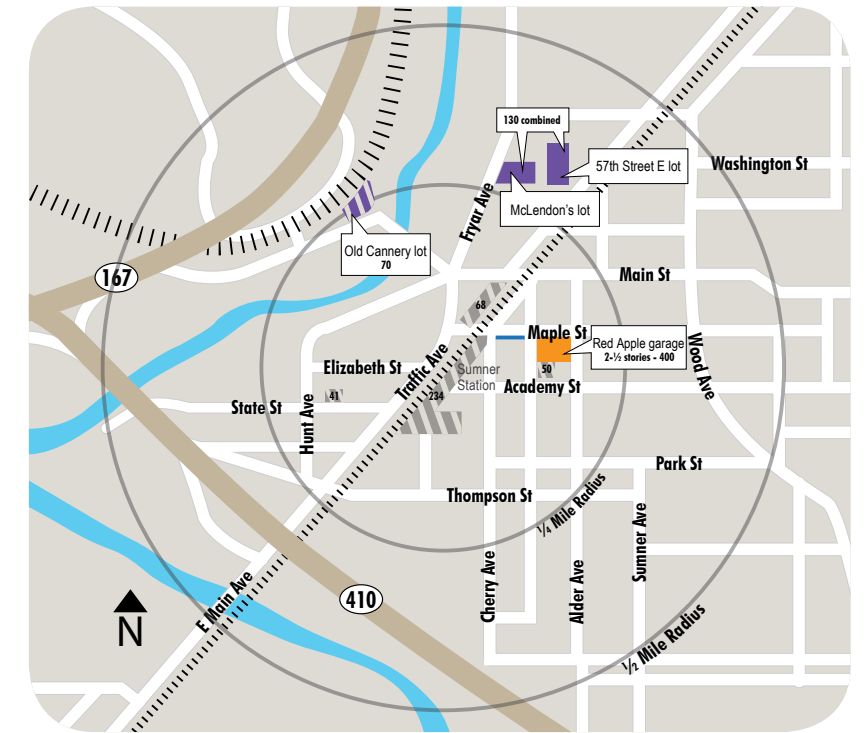 130 combined
57th Street E lot
Washington St
McLendon's lot
Fryar Ave
Old Cannery lot
70
167
Main St
68
Maple St
Red Apple garage
2-½ stories - 400
Wood Ave
Elizabeth St
Traffic Ave
Sumner
Station
50
Academy St
41
234
State St
Hunt Ave
Park St
Thompson St
¼ Mile Radius
Sumner Ave
Cherry Ave
Alder Ave
E Main Ave
410
N
½ Mile Radius